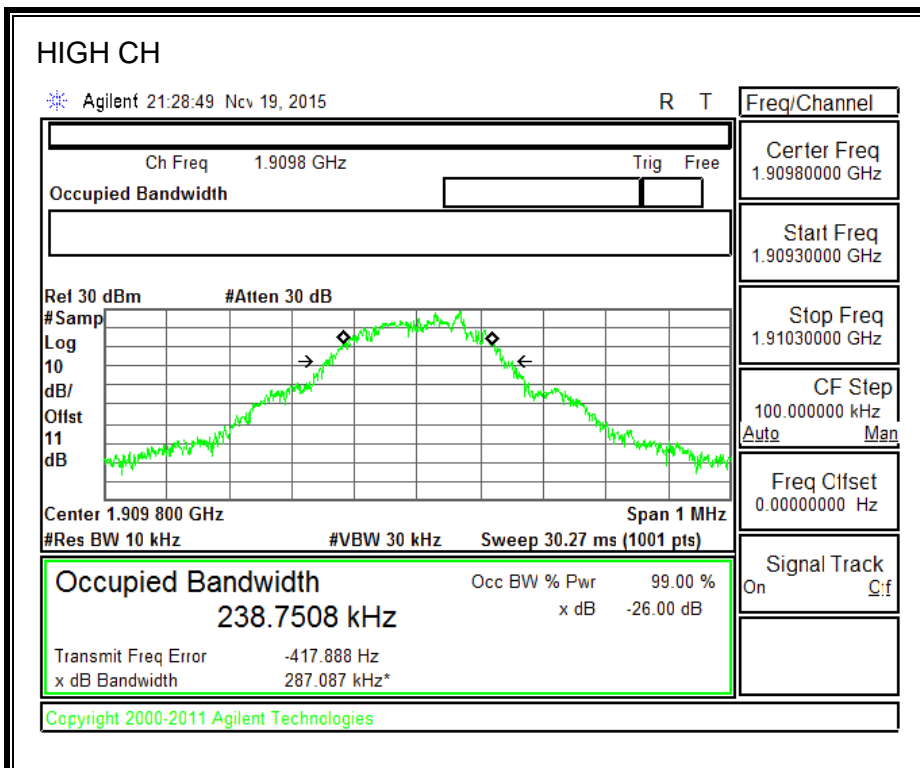 HIGH CH
Agilent 21:28:49 Nov 19, 2015 R T
Freq/Channel
Ch Freq 1.9098 GHz Trig Free
Occupied Bandwidth
Center Freq
1.90980000 GHz
Start Freq
1.90930000 GHz
Stop Freq
1.91030000 GHz
CF Step
100.000000 kHz
Auto Man
Freq Offset
0.00000000 Hz
Signal Track
On Off
Ref 30 dBm #Atten 30 dB
#Samp
Log
10
dB/
Offst
11
dB
Center 1.909 800 GHz Span 1 MHz
#Res BW 10 kHz #VBW 30 kHz Sweep 30.27 ms (1001 pts)
Occupied Bandwidth Occ BW % Pwr 99.00 %
238.7508 kHz x dB -26.00 dB
Transmit Freq Error -417.888 Hz
x dB Bandwidth 287.087 kHz*
Copyright 2000-2011 Agilent Technologies